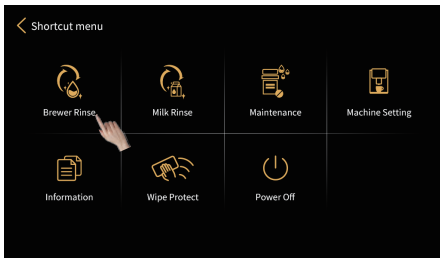 Shortcut menu
Brewer Rinse
Milk Rinse
Maintenance
Machine Setting
Information
Wipe Protect
Power Off